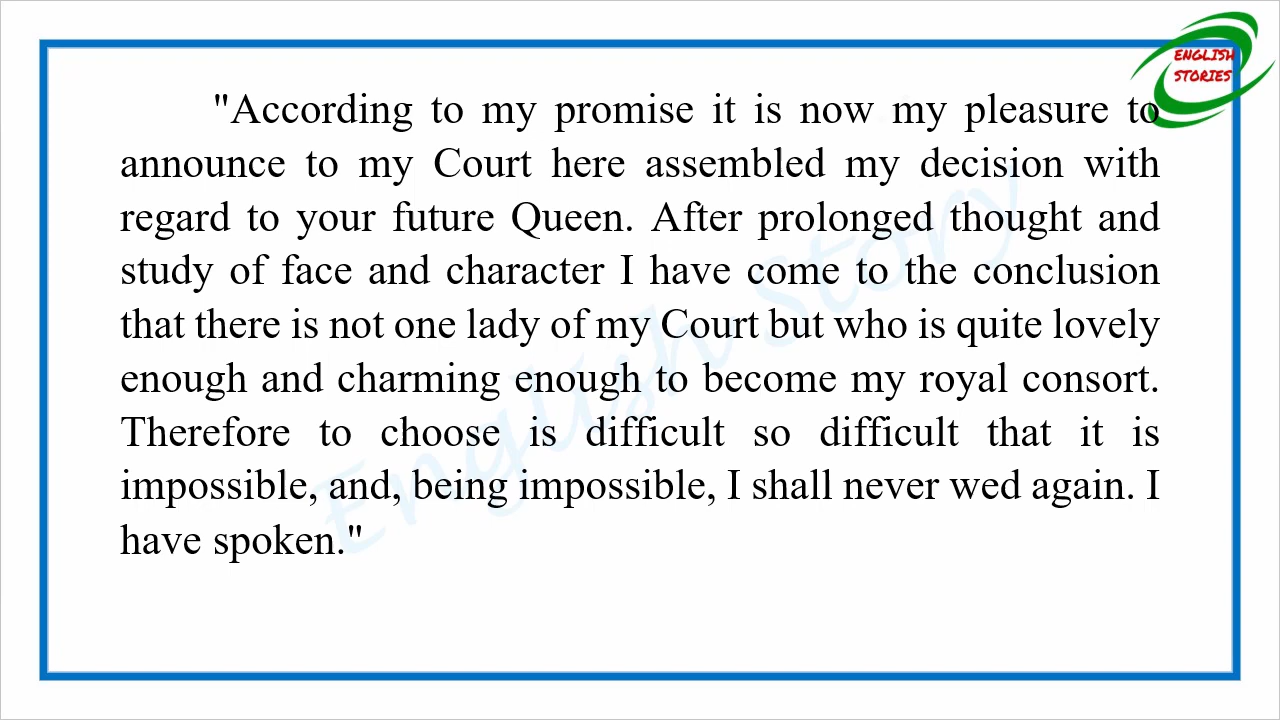 ENGLISH
STORIES
"According to my promise it is now my pleasure to
announce to my Court here assembled my decision with
regard to your future Queen. After prolonged thought and
study of face and character I have come to the conclusion
that there is not one lady of my Court but who is quite lovely
enough and charming enough to become my royal consort.
Therefore to choose is difficult so difficult that it is
impossible, and, being impossible, I shall never wed again. I
have spoken."
English Story